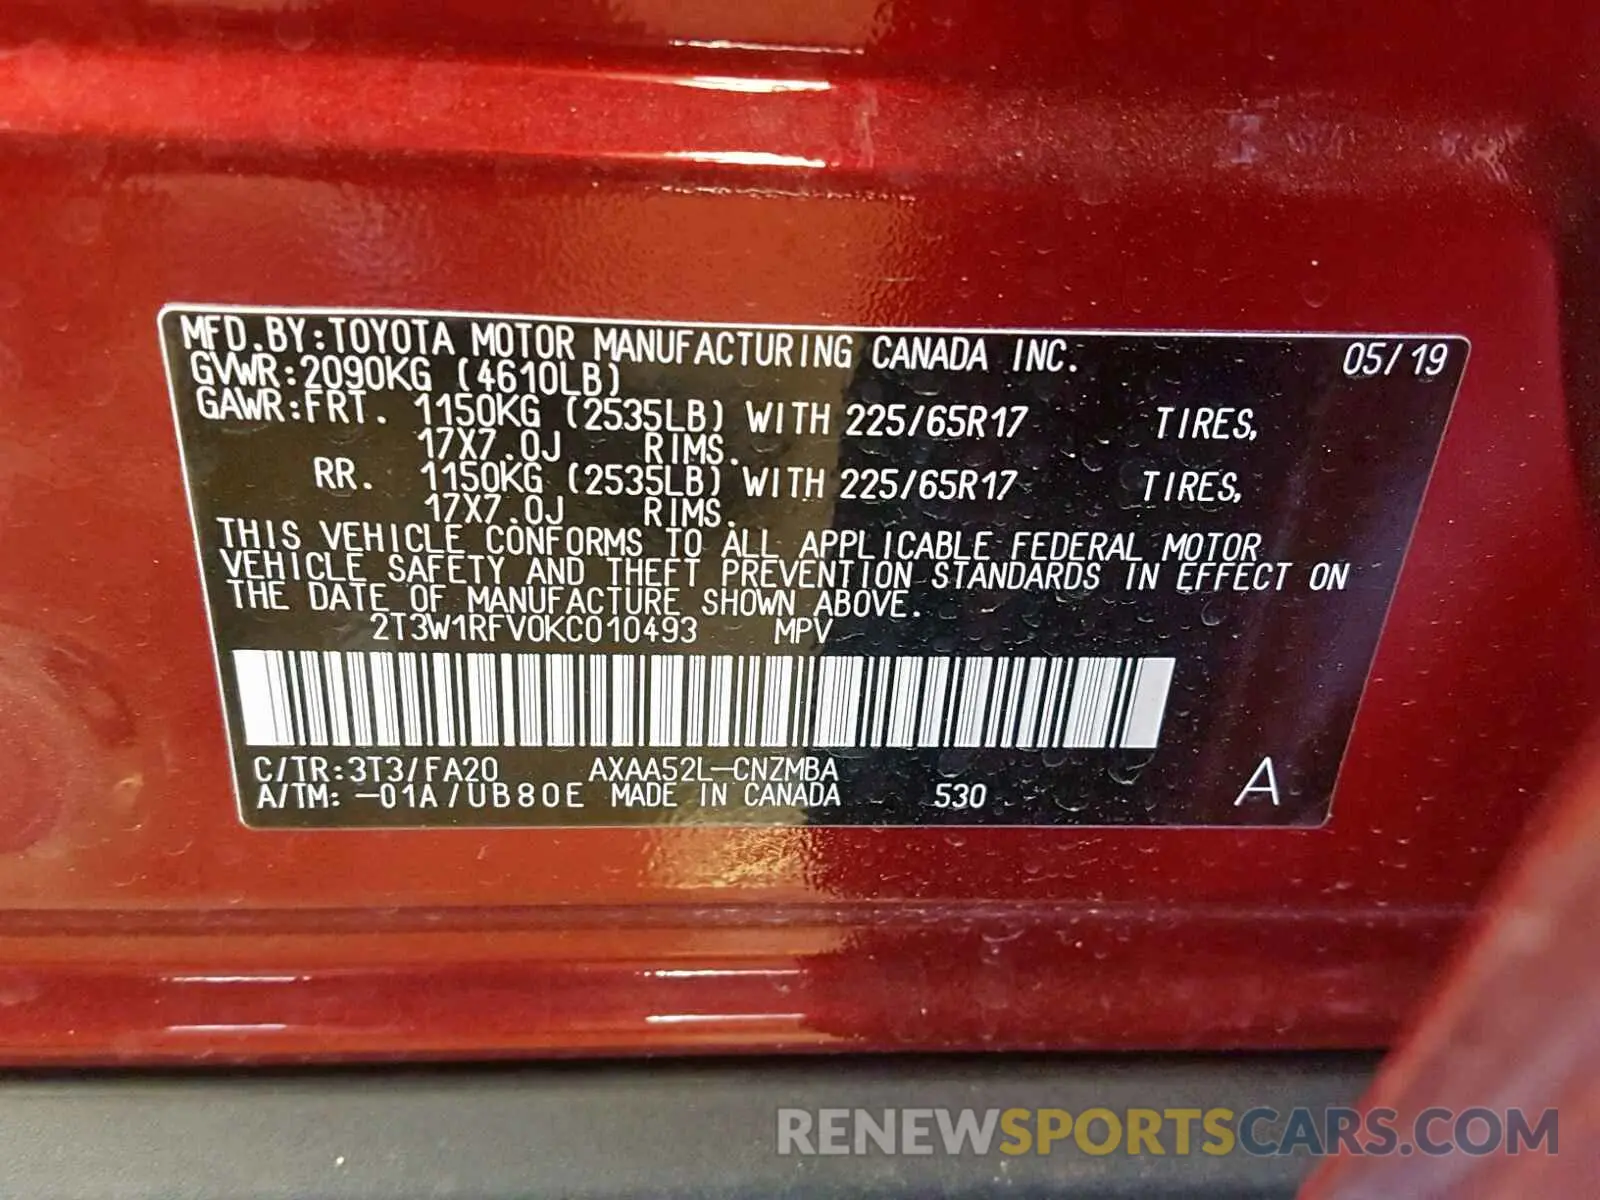 MFD.BY:TOYOTA MOTOR MANUFACTURING CANADA INC. 05/19
GVWR:2090KG (4610LB)
GAWR:FRT. 1150KG (2535LB) WITH 225/65R17 TIRES,
17X7.0J RIMS.
RR. 1150KG (2535LB) WITH 225/65R17 TIRES,
17X7.0J RIMS.
THIS VEHICLE CONFORMS TO ALL APPLICABLE FEDERAL MOTOR
VEHICLE SAFETY AND THEFT PREVENTION STANDARDS IN EFFECT ON
THE DATE OF MANUFACTURE SHOWN ABOVE.
2T3W1RFV0KC010493 MPV
C/TR:3T3/FA20 AXAA52L-CNZMBA
A/TM:-01A/UB80E MADE IN CANADA 530 A
RENEWSPORTSCARS.COM